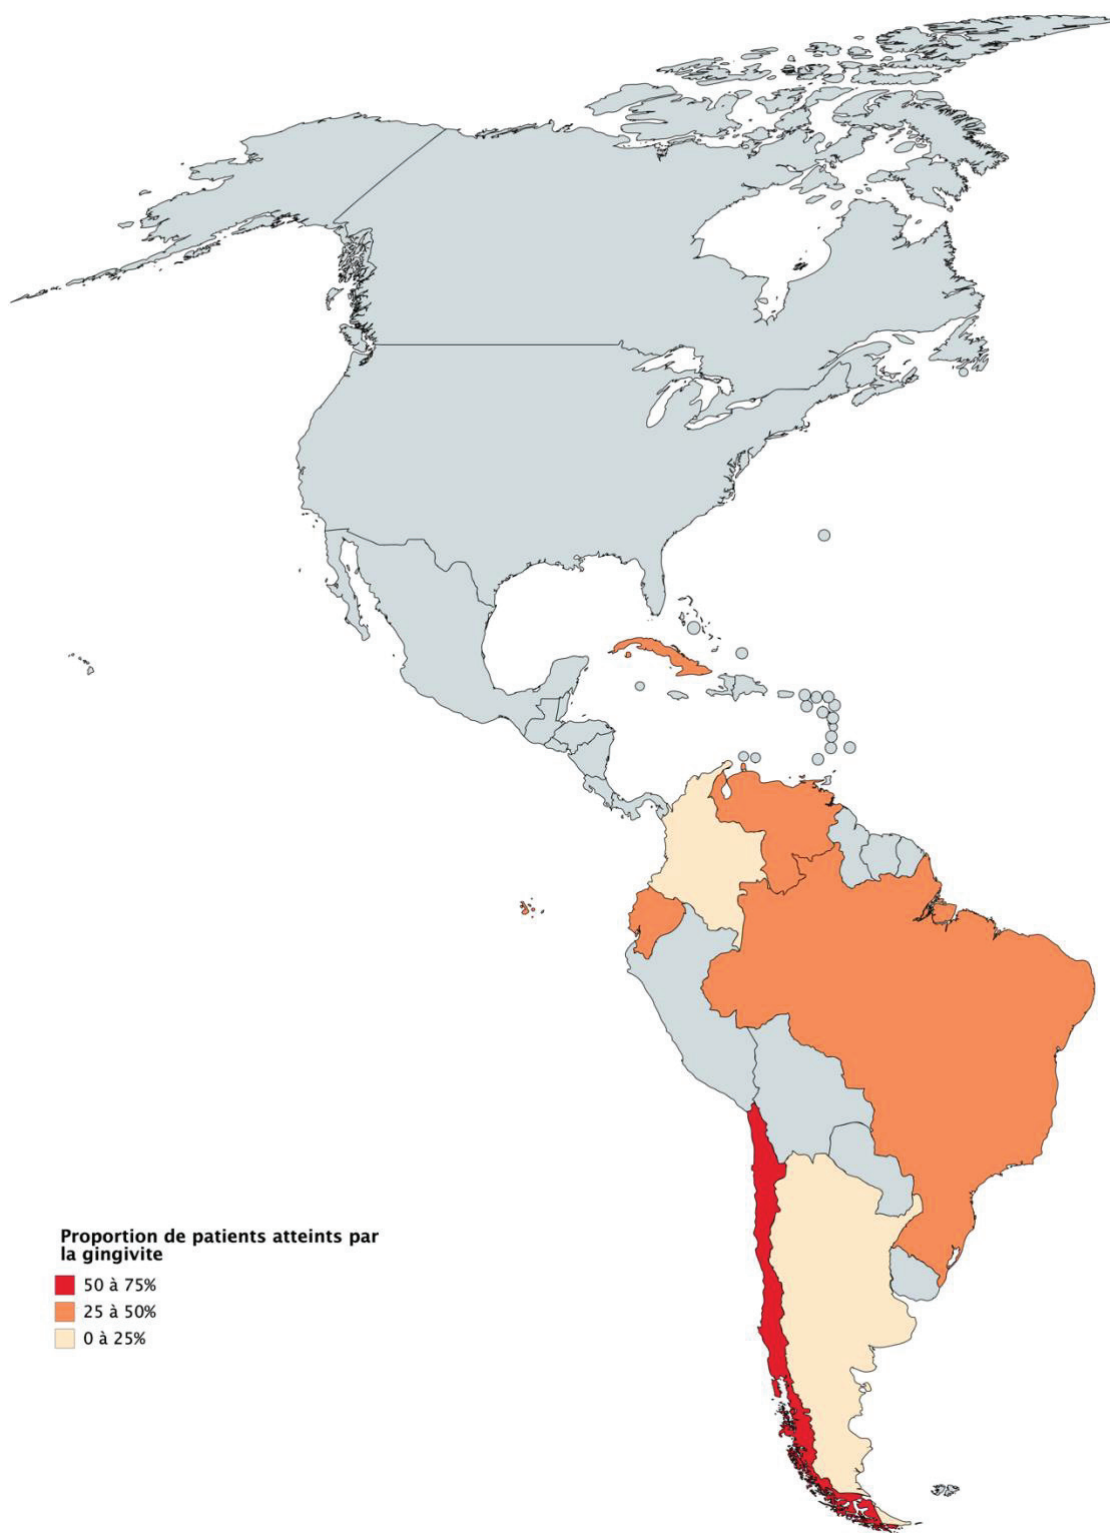 Proportion de patients atteints par
la gingivite
50 à 75%
25 à 50%
0 à 25%